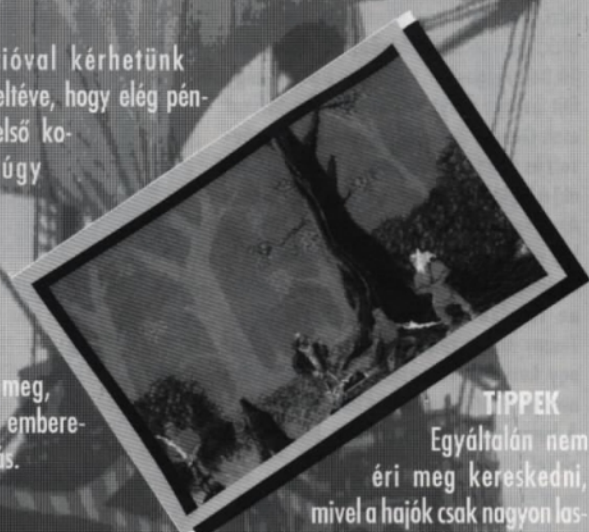 ióval kérhetünk
eltéve, hogy elég pén-
első ko-
úgy
meg,
embere-
ás.
TIPPEK
Egyáltalán nem
éri meg kereskedni,
mivel a hajók csak nagyon las-